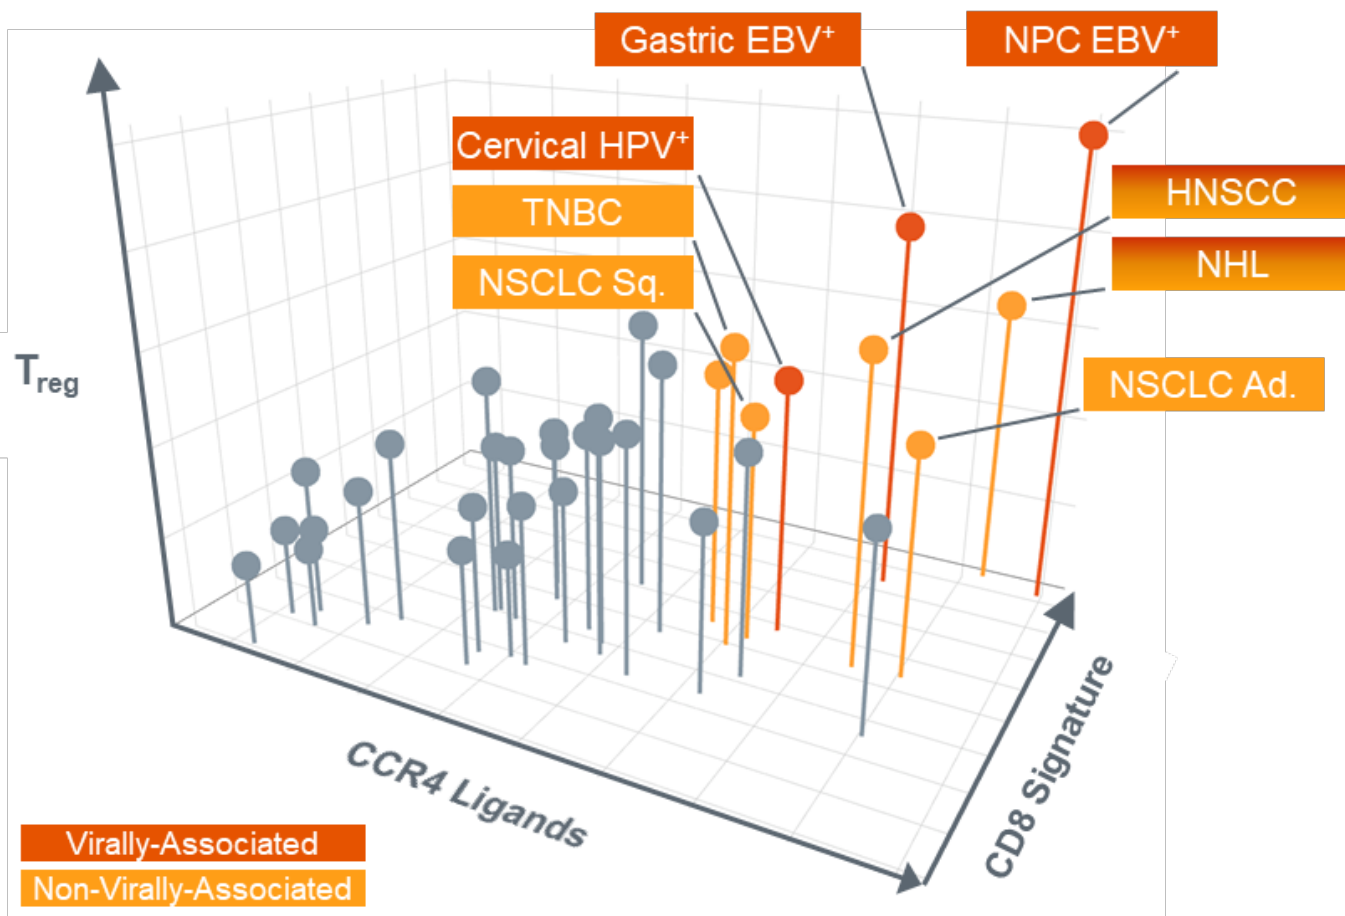 Gastric EBV⁺
NPC EBV⁺
Cervical HPV⁺
TNBC
NSCLC Sq.
HNSCC
NHL
NSCLC Ad.
Treg
CCR4 Ligands
CD8 Signature
Virally-Associated
Non-Virally-Associated